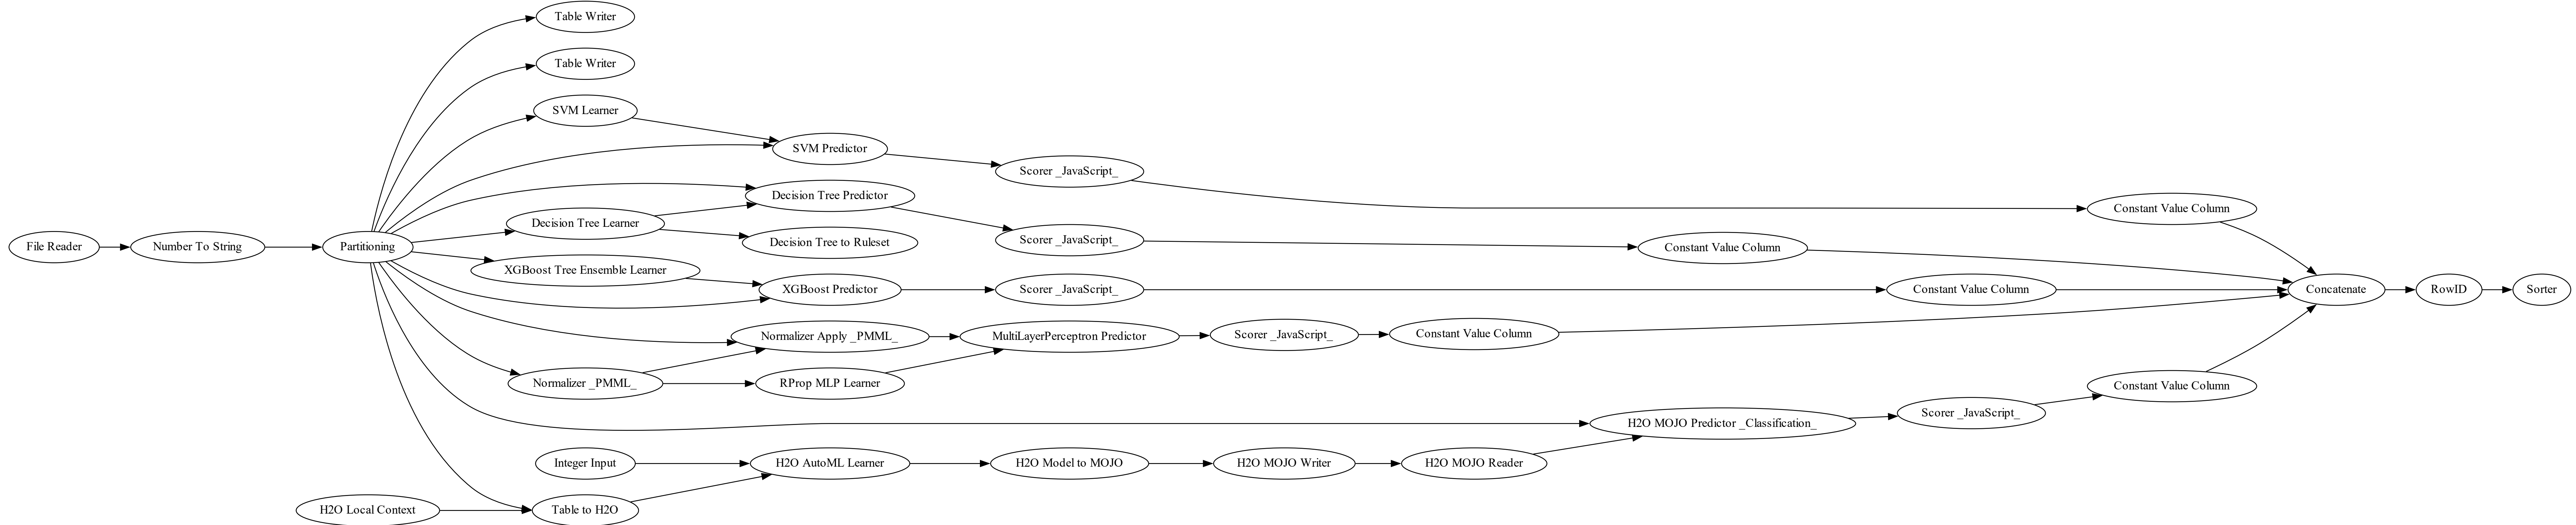 Table Writer
Table Writer
SVM Learner
SVM Predictor
Scorer _JavaScript_
Decision Tree Predictor
Constant Value Column
Decision Tree Learner
File Reader
Number To String
Partitioning
Decision Tree to Ruleset
Scorer _JavaScript_
Constant Value Column
XGBoost Tree Ensemble Learner
XGBoost Predictor
Scorer _JavaScript_
Constant Value Column
Concatenate
RowID
Sorter
Normalizer Apply _PMML_
MultiLayerPerceptron Predictor
Scorer _JavaScript_
Constant Value Column
Normalizer _PMML_
RProp MLP Learner
Constant Value Column
H2O MOJO Predictor _Classification_
Scorer _JavaScript_
Integer Input
H2O AutoML Learner
H2O Model to MOJO
H2O MOJO Writer
H2O MOJO Reader
H2O Local Context
Table to H2O